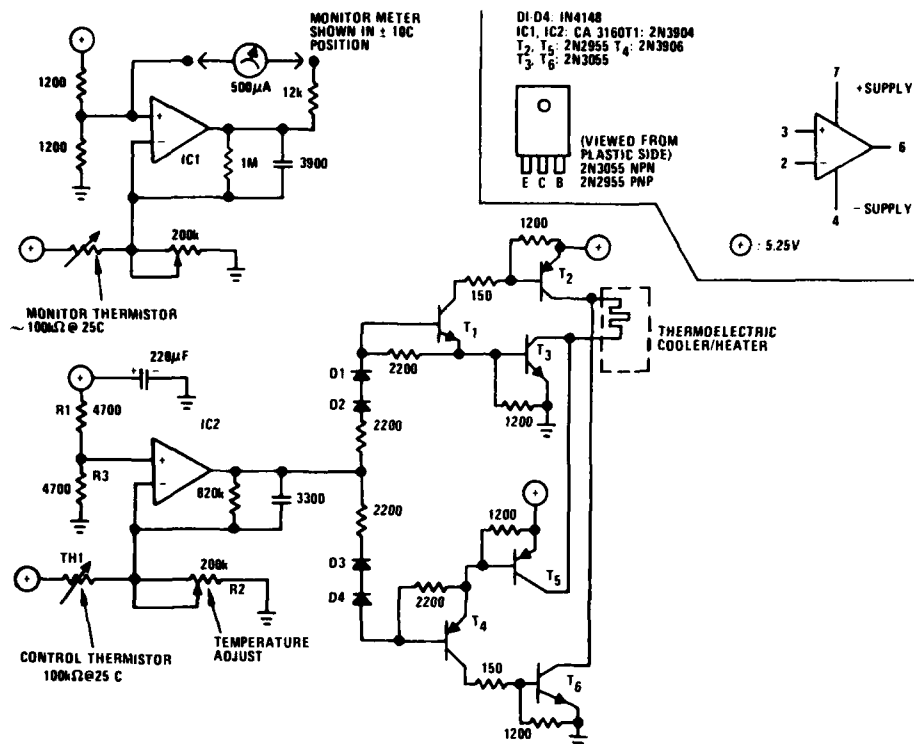 MONITOR METER
SHOWN IN ± 10C
POSITION
+
1200
500µA
12k
1200
+
−
IC1
1M
3900
+
200k
MONITOR THERMISTOR
~ 100kΩ @ 25C
DI-D4: IN4148
IC1, IC2: CA 3160T1: 2N3904
T2, T5: 2N2955 T4: 2N3906
T3, T6: 2N3055
(VIEWED FROM
PLASTIC SIDE)
2N3055 NPN
2N2955 PNP
E C B
7
+SUPPLY
3
+
6
2
−
4
−SUPPLY
+ : 5.25V
1200
+
150
T2
T1
2200
T3
1200
THERMOELECTRIC
COOLER/HEATER
D1
D2
2200
+
+
−
220µF
R1
4700
IC2
+
−
R3
4700
820k
3300
2200
D3
D4
+
TH1
200k
R2
CONTROL THERMISTOR
100kΩ@25 C
TEMPERATURE
ADJUST
+
1200
T5
2200
T4
150
T6
1200